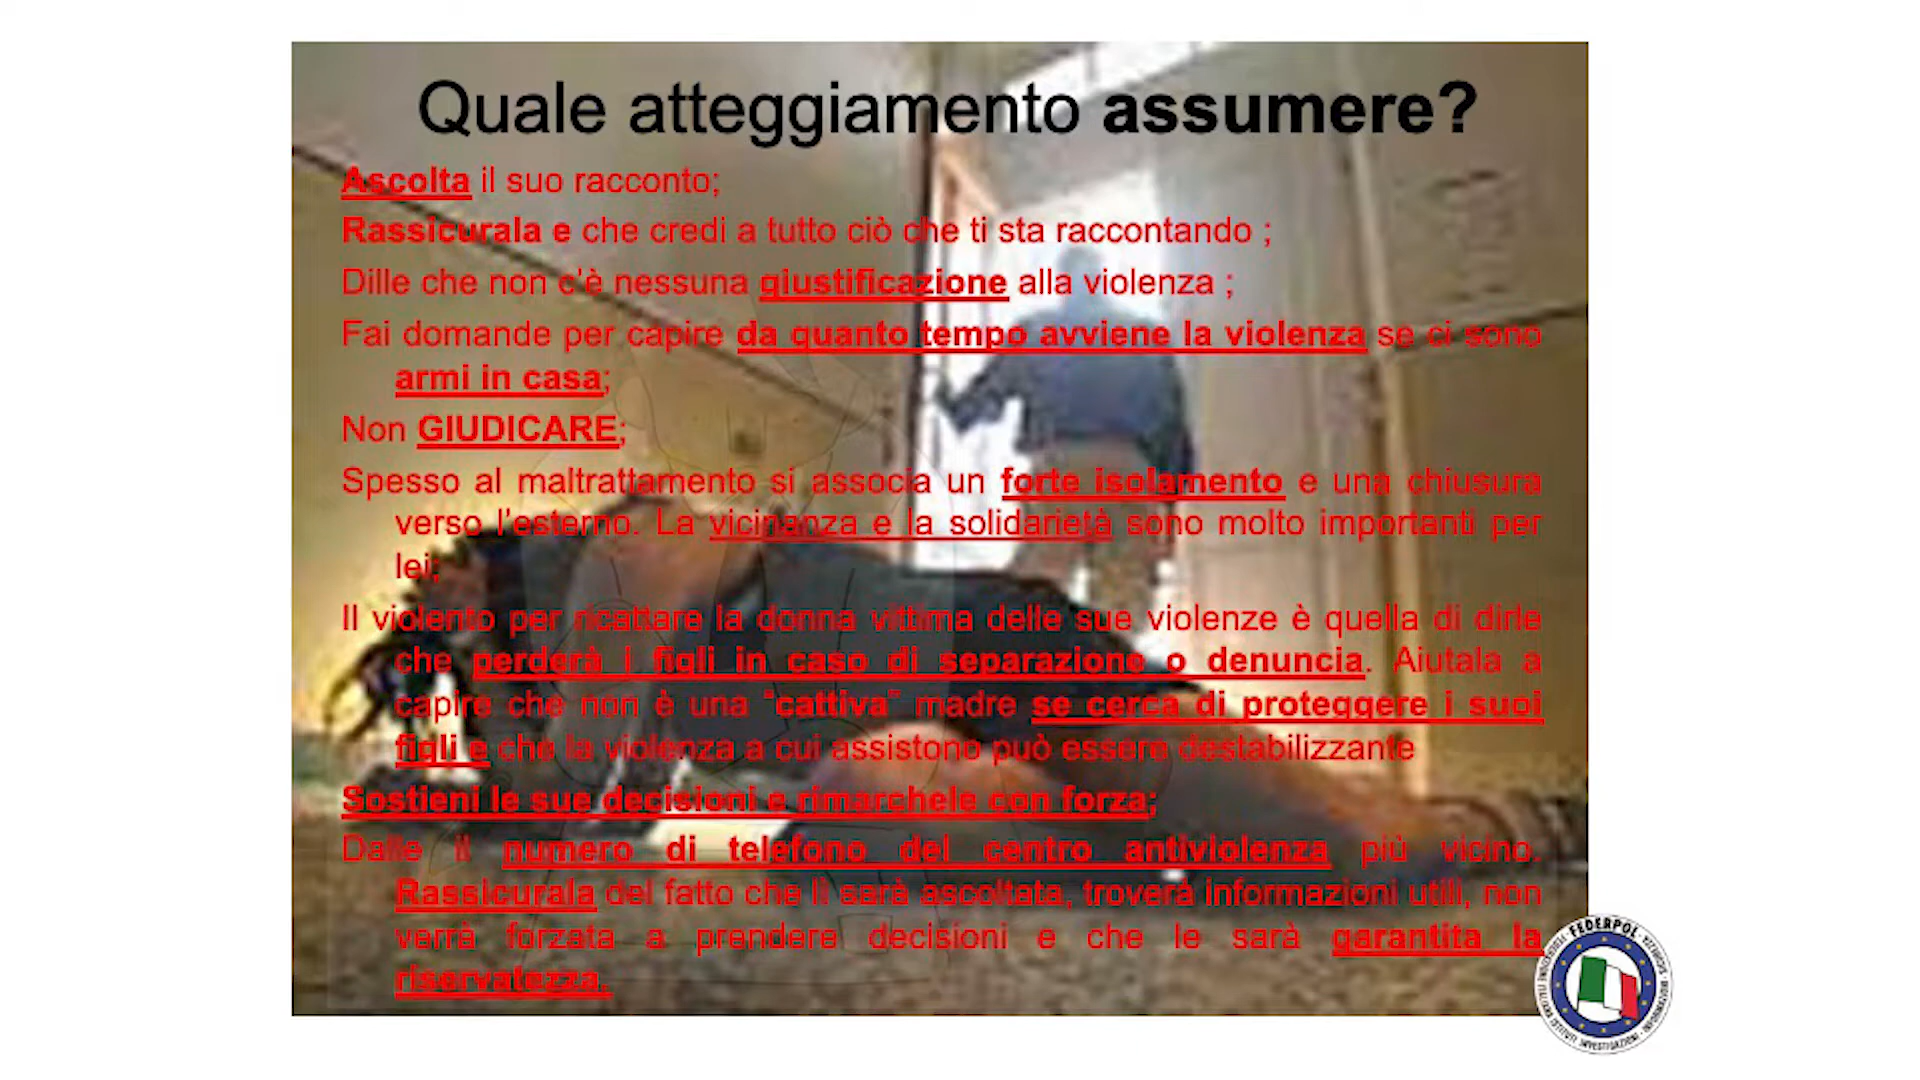 Quale atteggiamento assumere?
Ascolta il suo racconto;
Rassicurala e che credi a tutto ciò che ti sta raccontando ;
Dille che non c'è nessuna giustificazione alla violenza ;
Fai domande per capire da quanto tempo avviene la violenza se ci sono
armi in casa;
Non GIUDICARE;
Spesso al maltrattamento si associa un forte isolamento e una chiusura
verso l'esterno. La vicinanza e la solidarietà sono molto importanti per
lei;
Il violento per ricattare la donna vittima delle sue violenze è quella di dirle
che perderà i figli in caso di separazione o denuncia. Aiutala a
capire che non è una "cattiva" madre se cerca di proteggere i suoi
figli e che la violenza a cui assistono può essere destabilizzante
Sostieni le sue decisioni e rimarchele con forza;
Dalle il numero di telefono del centro antiviolenza più vicino.
Rassicurala del fatto che lì sarà ascoltata, troverà informazioni utili, non
verrà forzata a prendere decisioni e che le sarà garantita la
riservatezza.
FEDERPOL